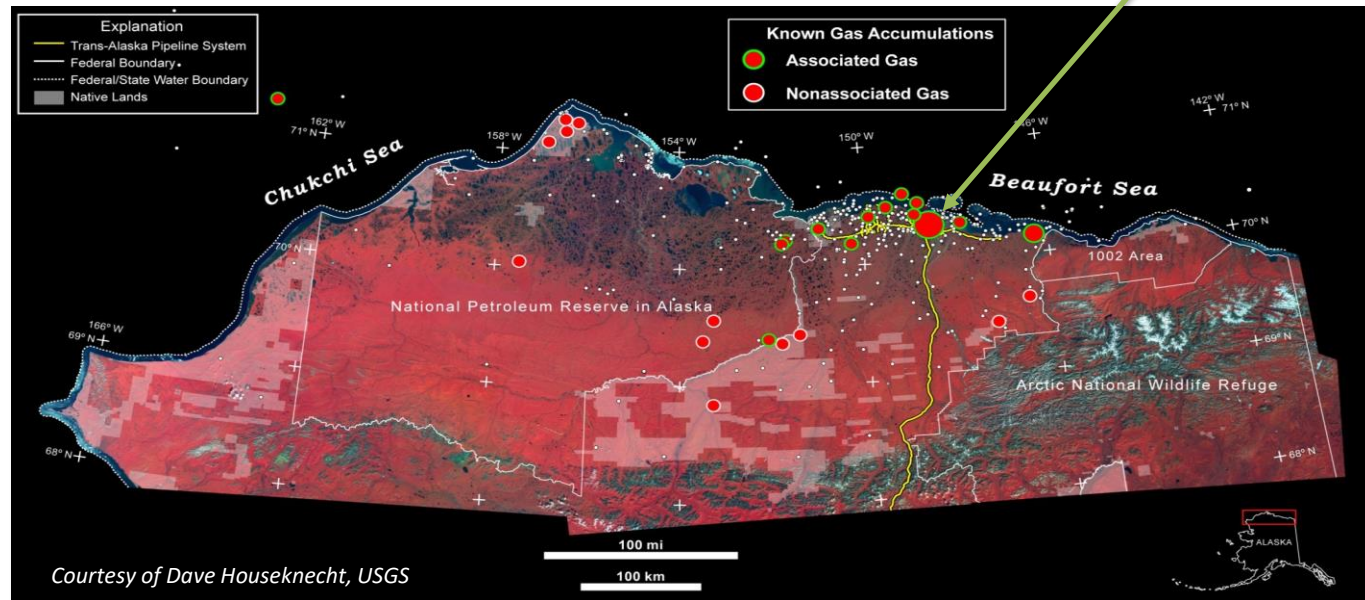 Explanation
Trans-Alaska Pipeline System
Federal Boundary
Federal/State Water Boundary
Native Lands
Known Gas Accumulations
Associated Gas
Nonassociated Gas
162° W
71° N
158° W
154° W
150° W
146° W
142° W
71° N
Chukchi Sea
Beaufort Sea
70° N
70° N
1002 Area
National Petroleum Reserve in Alaska
166° W
69° N
69° N
Arctic National Wildlife Refuge
68° N
68° N
100 mi
100 km
ALASKA
Courtesy of Dave Houseknecht, USGS